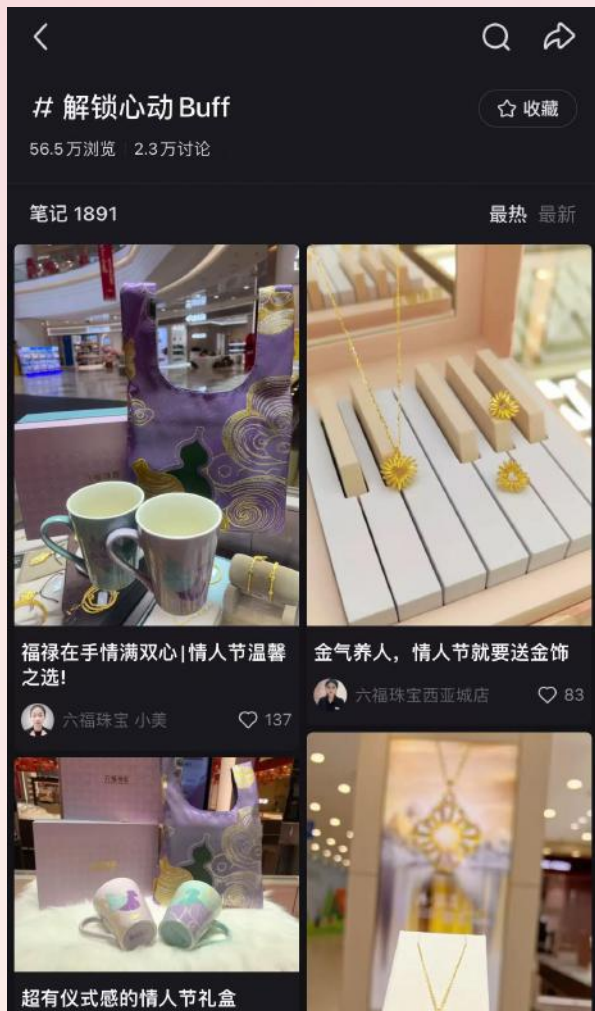 # 解锁心动Buff
收藏
56.5万浏览 2.3万讨论
笔记 1891
最热 最新
福禄在手情满双心|情人节温馨
之选!
六福珠宝 小美
137
金气养人，情人节就要送金饰
六福珠宝西亚城店
83
超有仪式感的情人节礼盒